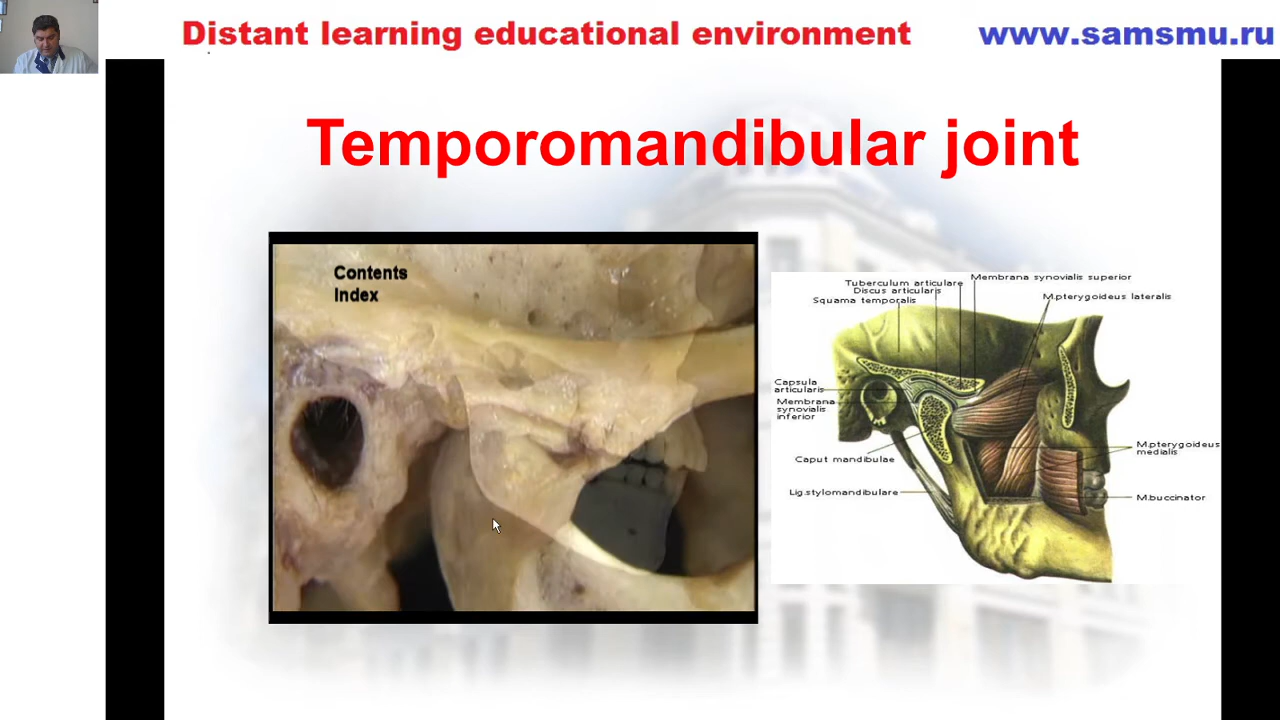 Distant learning educational environment
www.samsmu.ru
Temporomandibular joint
Contents
Index
Membrana synovialis superior
Tuberculum articulare
Discus articularis
Squama temporalis
M.pterygoideus lateralis
Capsula
articularis
Membrana
synovialis
inferior
Caput mandibulae
M.pterygoideus
medialis
Lig.stylomandibulare
M.buccinator